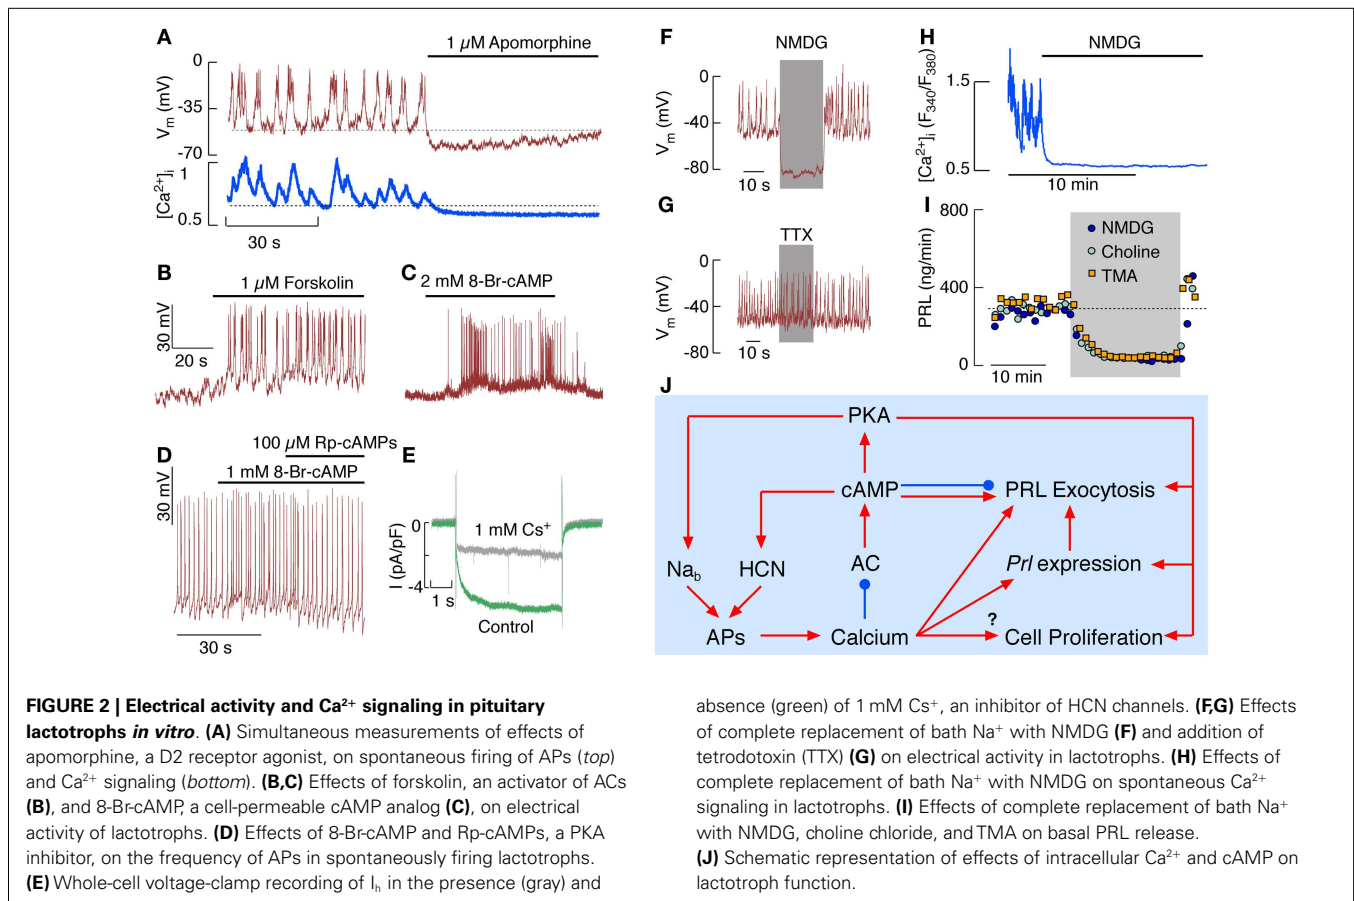 A
1 µM Apomorphine
0
-35
-70
Vm (mV)
1
0.5
[Ca2+]i
30 s
B
1 µM Forskolin
30 mV
20 s
C
2 mM 8-Br-cAMP
D
100 µM Rp-cAMPs
1 mM 8-Br-cAMP
30 mV
30 s
E
0
-4
I (pA/pF)
1 mM Cs+
1 s
Control
F
NMDG
0
-40
-80
Vm (mV)
10 s
G
TTX
0
-40
-80
Vm (mV)
10 s
H
NMDG
1.5
0.5
[Ca2+]i (F340/F380)
10 min
I
800
400
0
PRL (ng/min)
NMDG
Choline
TMA
10 min
J
PKA
cAMP
PRL Exocytosis
Nab
HCN
AC
Prl expression
?
APs
Calcium
Cell Proliferation
FIGURE 2 | Electrical activity and Ca2+ signaling in pituitary
lactotrophs in vitro. (A) Simultaneous measurements of effects of
apomorphine, a D2 receptor agonist, on spontaneous firing of APs (top)
and Ca2+ signaling (bottom). (B,C) Effects of forskolin, an activator of ACs
(B), and 8-Br-cAMP, a cell-permeable cAMP analog (C), on electrical
activity of lactotrophs. (D) Effects of 8-Br-cAMP and Rp-cAMPs, a PKA
inhibitor, on the frequency of APs in spontaneously firing lactotrophs.
(E) Whole-cell voltage-clamp recording of Ih in the presence (gray) and
absence (green) of 1 mM Cs+, an inhibitor of HCN channels. (F,G) Effects
of complete replacement of bath Na+ with NMDG (F) and addition of
tetrodotoxin (TTX) (G) on electrical activity in lactotrophs. (H) Effects of
complete replacement of bath Na+ with NMDG on spontaneous Ca2+
signaling in lactotrophs. (I) Effects of complete replacement of bath Na+
with NMDG, choline chloride, and TMA on basal PRL release.
(J) Schematic representation of effects of intracellular Ca2+ and cAMP on
lactotroph function.